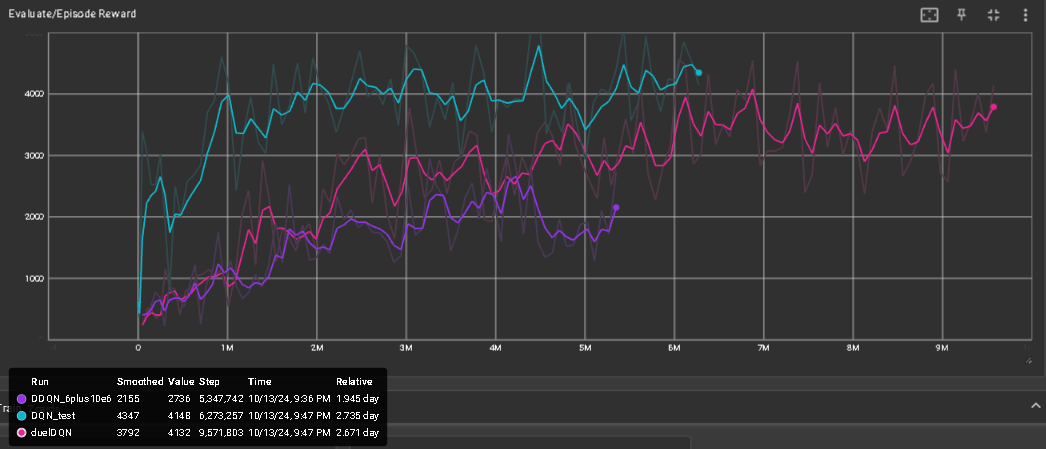 Evaluate/Episode Reward
4000
3000
2000
1000
0 1M 2M 3M 4M 5M 6M 7M 8M 9M
Run Smoothed Value Step Time Relative
DDQN_6plus10e6 2155 2736 5,347,742 10/13/24, 9:36 PM 1.945 day
DQN_test 4347 4148 6,273,257 10/13/24, 9:47 PM 2.735 day
duelDQN 3792 4132 9,571,803 10/13/24, 9:47 PM 2.671 day